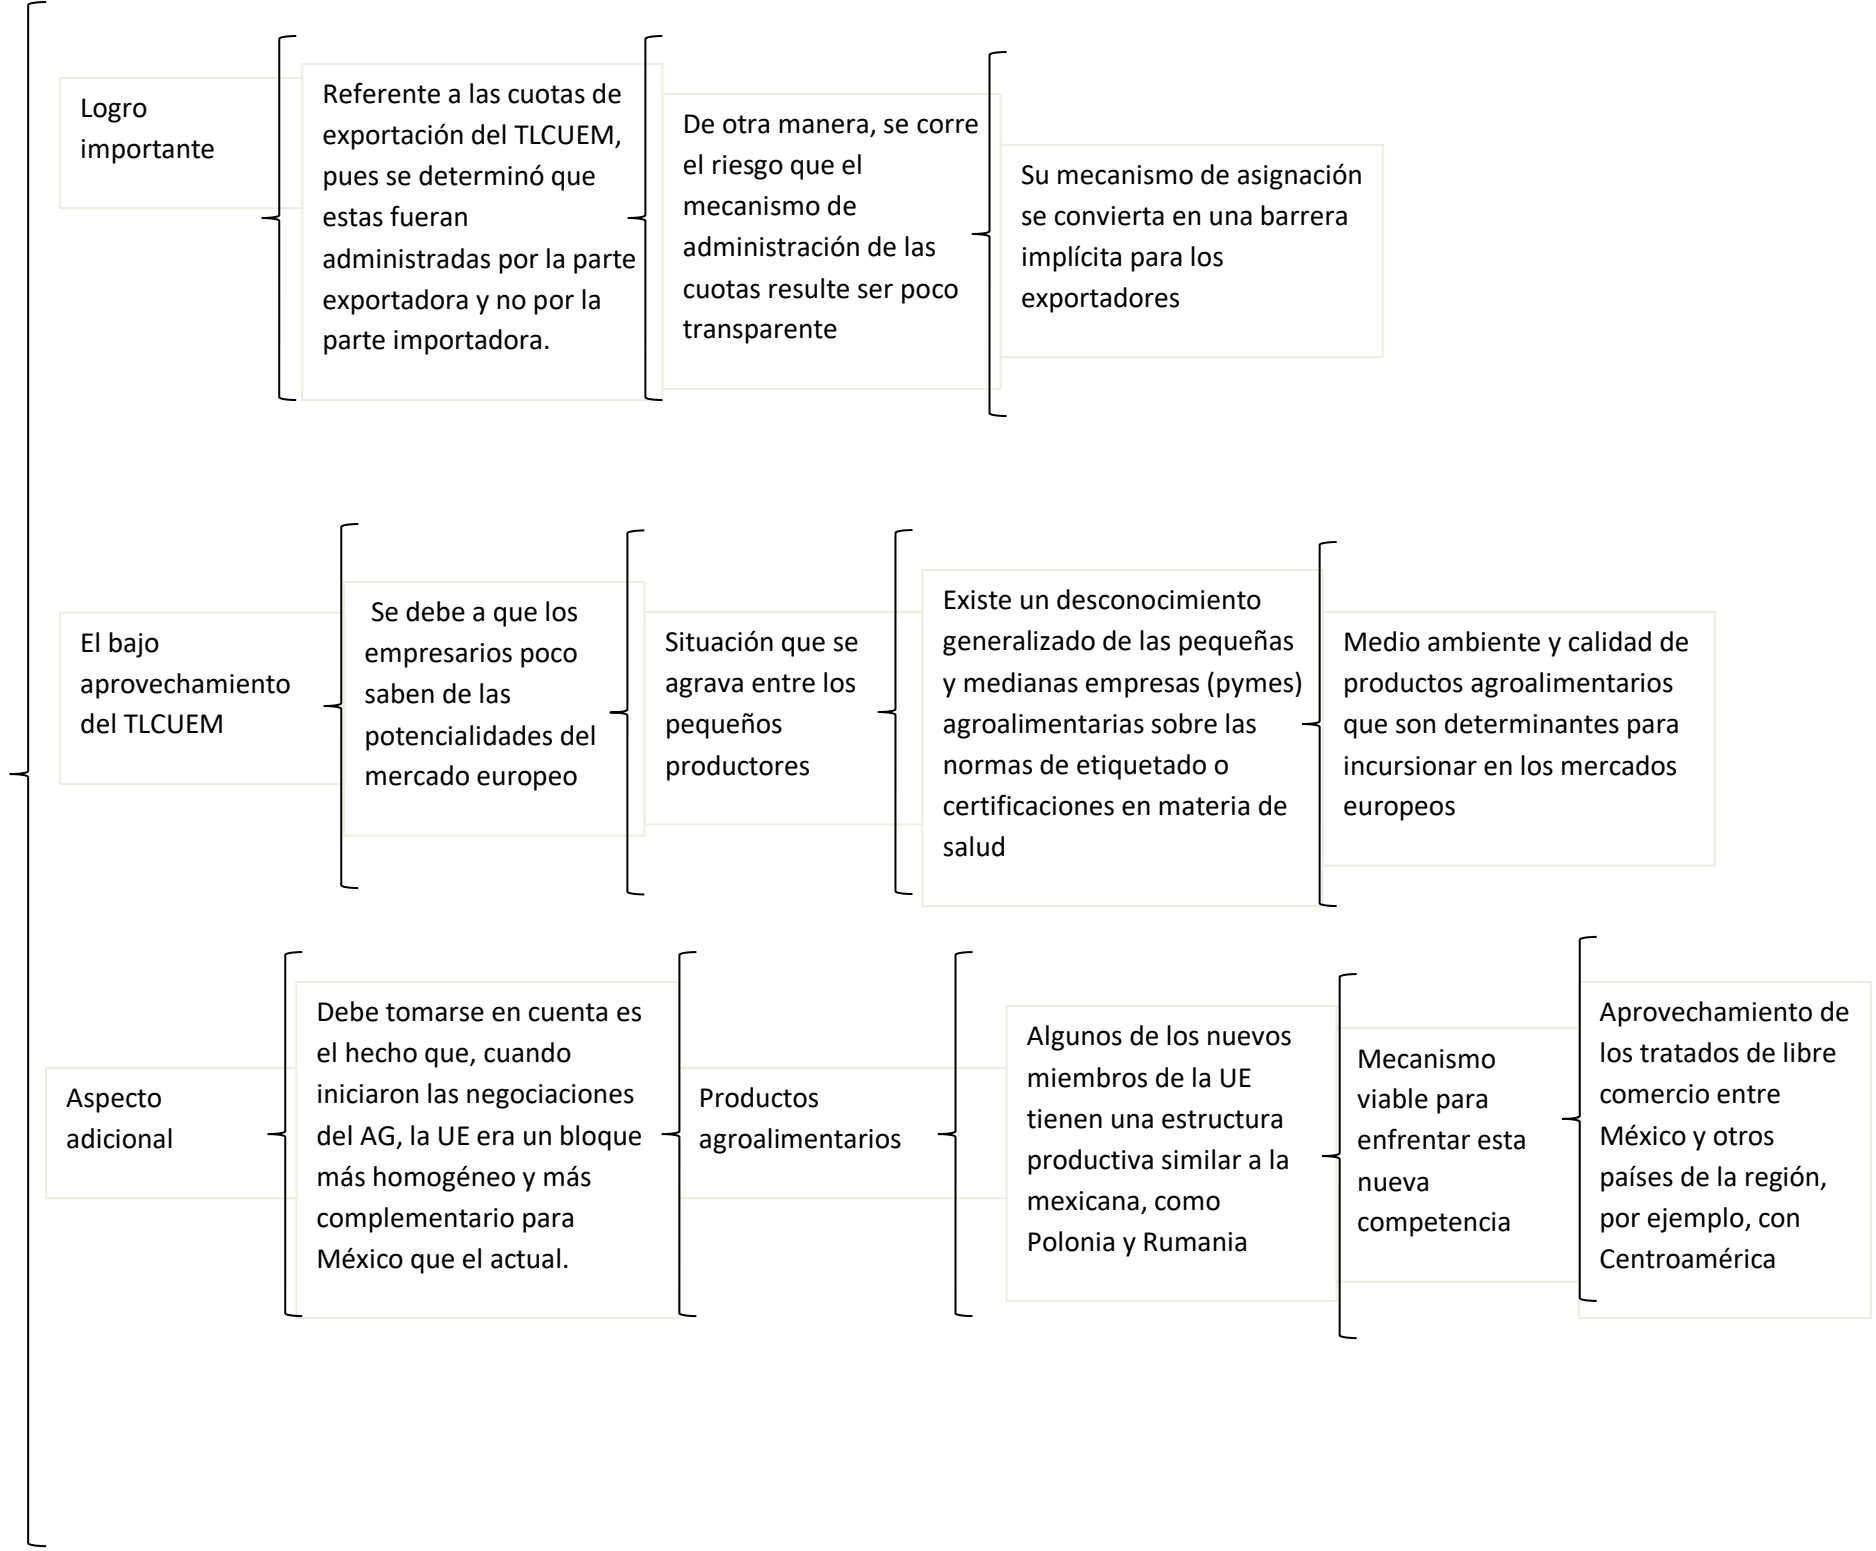 Logro
importante
Referente a las cuotas de
exportación del TLCUEM,
pues se determinó que
estas fueran
administradas por la parte
exportadora y no por la
parte importadora.
De otra manera, se corre
el riesgo que el
mecanismo de
administración de las
cuotas resulte ser poco
transparente
Su mecanismo de asignación
se convierta en una barrera
implícita para los
exportadores
El bajo
aprovechamiento
del TLCUEM
Se debe a que los
empresarios poco
saben de las
potencialidades del
mercado europeo
Situación que se
agrava entre los
pequeños
productores
Existe un desconocimiento
generalizado de las pequeñas
y medianas empresas (pymes)
agroalimentarias sobre las
normas de etiquetado o
certificaciones en materia de
salud
Medio ambiente y calidad de
productos agroalimentarios
que son determinantes para
incursionar en los mercados
europeos
Aspecto
adicional
Debe tomarse en cuenta es
el hecho que, cuando
iniciaron las negociaciones
del AG, la UE era un bloque
más homogéneo y más
complementario para
México que el actual.
Productos
agroalimentarios
Algunos de los nuevos
miembros de la UE
tienen una estructura
productiva similar a la
mexicana, como
Polonia y Rumania
Mecanismo
viable para
enfrentar esta
nueva
competencia
Aprovechamiento de
los tratados de libre
comercio entre
México y otros
países de la región,
por ejemplo, con
Centroamérica